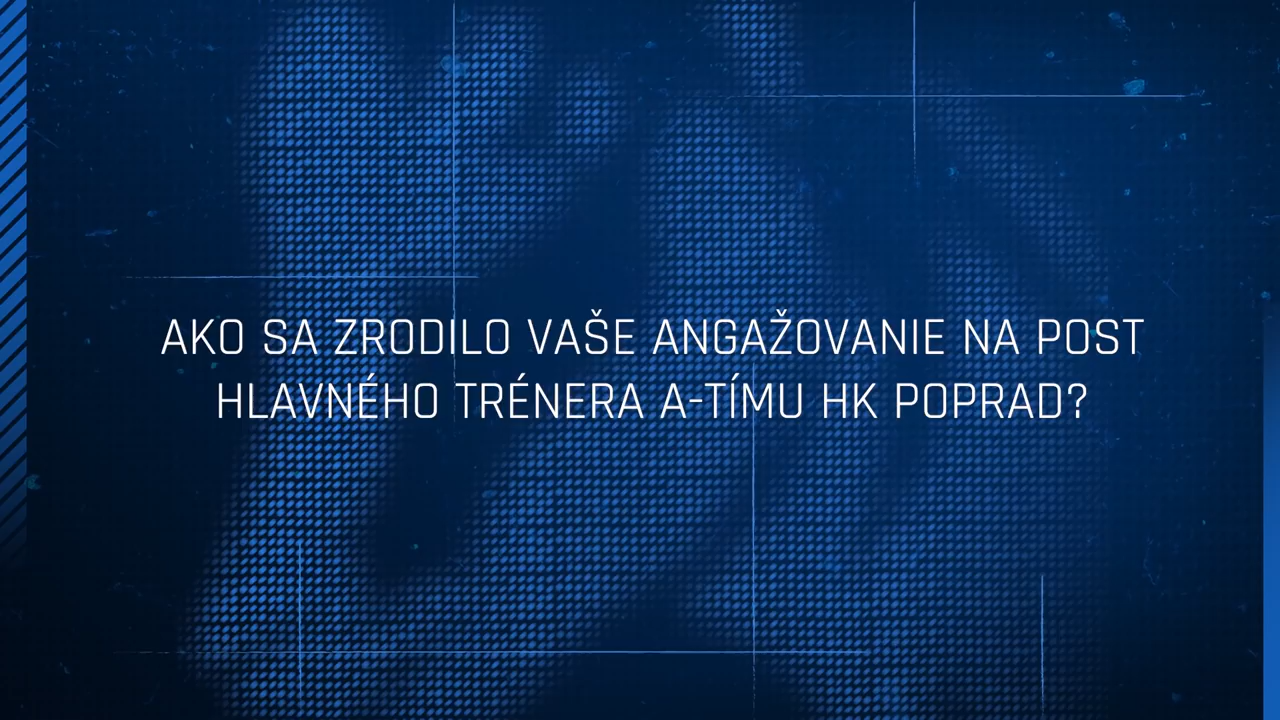 AKO SA ZRODILO VAŠE ANGAŽOVANIE NA POST
HLAVNÉHO TRÉNERA A-TÍMU HK POPRAD?